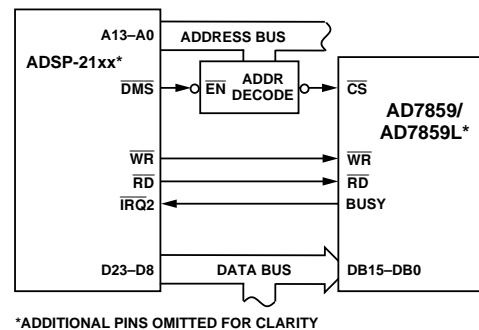 A13–A0
ADDRESS BUS
ADSP-21xx*
DMS
EN
ADDR
DECODE
CS
AD7859/
AD7859L*
WR
WR
RD
RD
IRQ2
BUSY
D23–D8
DATA BUS
DB15–DB0
*ADDITIONAL PINS OMITTED FOR CLARITY